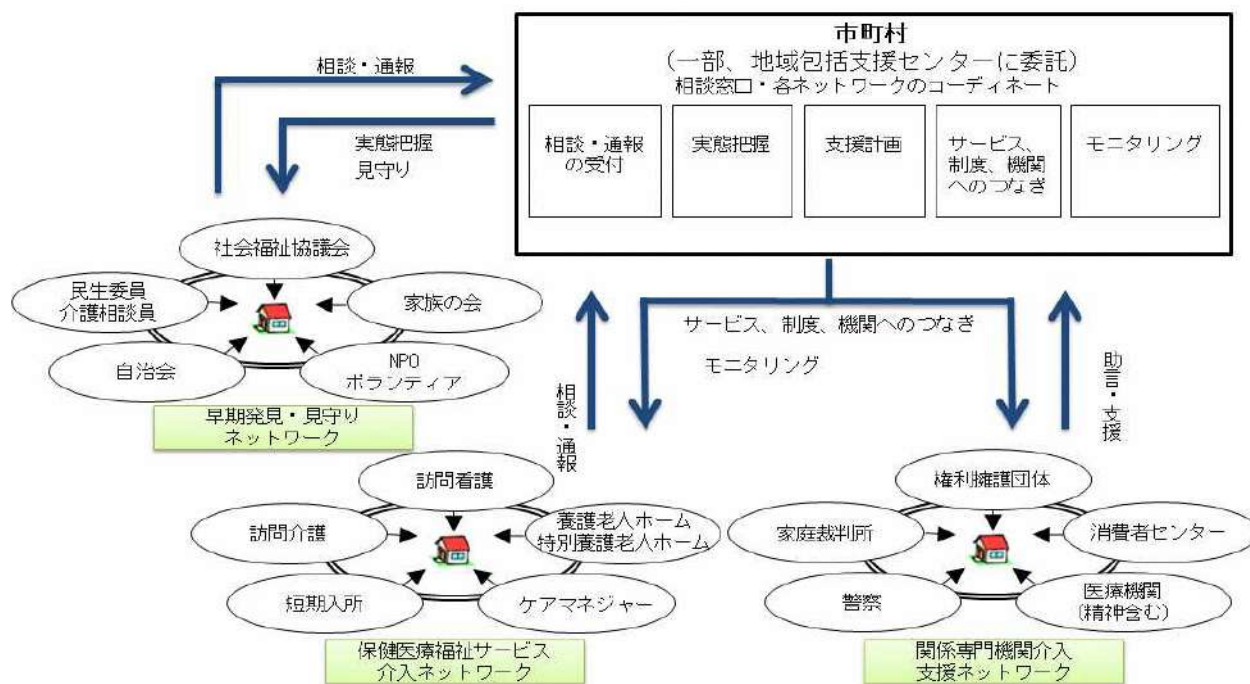 市町村
(一部、地域包括支援センターに委託)
相談窓口・各ネットワークのコーディネート
相談・通報
の受付
実態把握
支援計画
サービス、
制度、機関
へのつなぎ
モニタリング
相談・通報
実態把握
見守り
社会福祉協議会
民生委員
介護相談員
家族の会
自治会
NPO
ボランティア
早期発見・見守り
ネットワーク
サービス、制度、機関へのつなぎ
モニタリング
相談・通報
助言・支援
訪問看護
訪問介護
養護老人ホーム
特別養護老人ホーム
短期入所
ケアマネジャー
保健医療福祉サービス
介入ネットワーク
権利擁護団体
家庭裁判所
消費者センター
警察
医療機関
(精神含む)
関係専門機関介入
支援ネットワーク